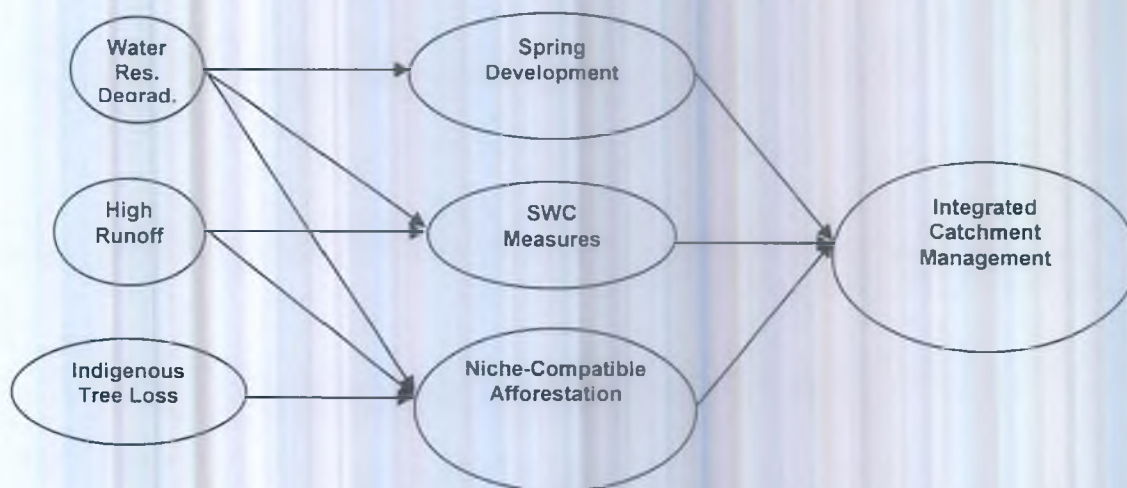 Water
Res.
Degrad.
Spring
Development
High
Runoff
SWC
Measures
Integrated
Catchment
Management
Indigenous
Tree Loss
Niche-Compatible
Afforestation